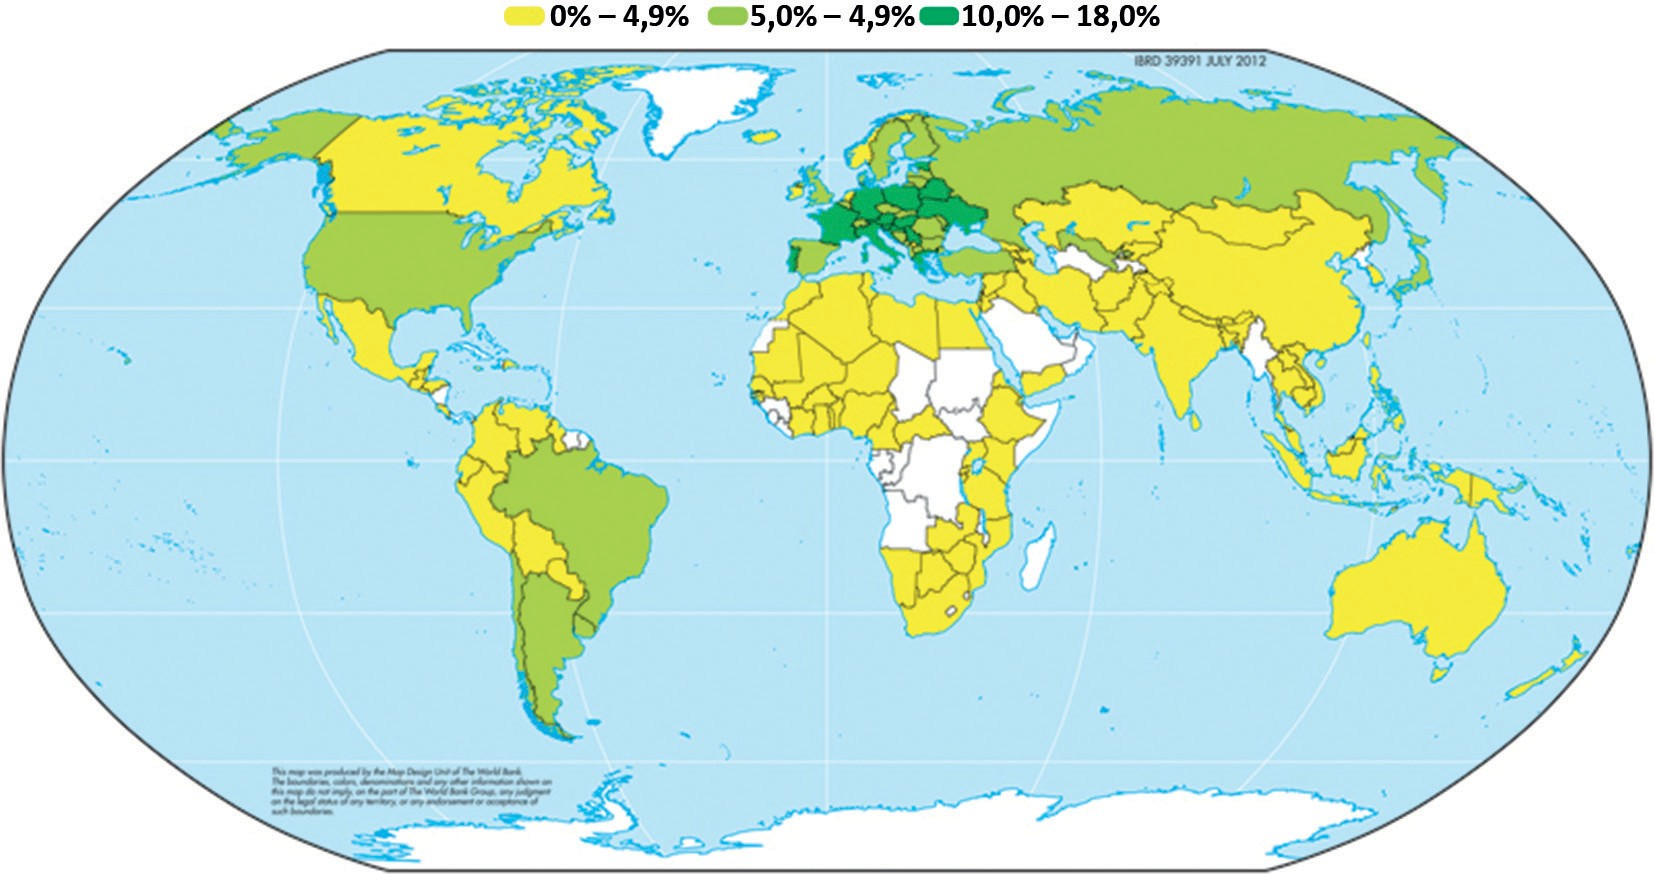 0% – 4,9% 5,0% – 4,9% 10,0% – 18,0%
IBRD 39391 JULY 2012
This map was produced by the Map Design Unit of The World Bank.
The boundaries, colors, denominations and any other information shown on
this map do not imply, on the part of The World Bank Group, any judgment
on the legal status of any territory, or any endorsement or acceptance of
such boundaries.